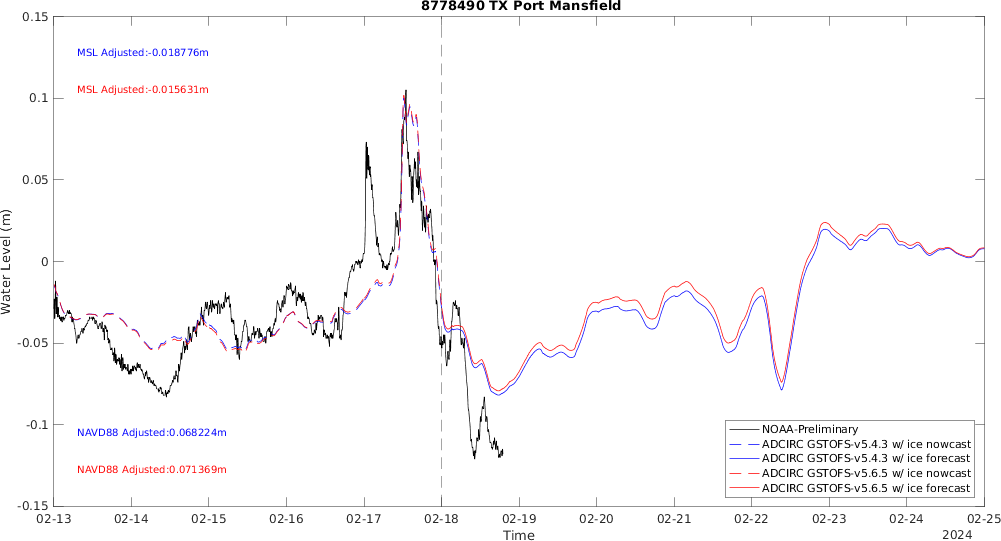 8778490 TX Port Mansfield
MSL Adjusted:-0.018776m
MSL Adjusted:-0.015631m
NAVD88 Adjusted:0.068224m
NAVD88 Adjusted:0.071369m
Water Level (m)
0.15
0.1
0.05
0
-0.05
-0.1
-0.15
NOAA-Preliminary
ADCIRC GSTOFS-v5.4.3 w/ ice nowcast
ADCIRC GSTOFS-v5.4.3 w/ ice forecast
ADCIRC GSTOFS-v5.6.5 w/ ice nowcast
ADCIRC GSTOFS-v5.6.5 w/ ice forecast
02-13 02-14 02-15 02-16 02-17 02-18 02-19 02-20 02-21 02-22 02-23 02-24 02-25
Time
2024